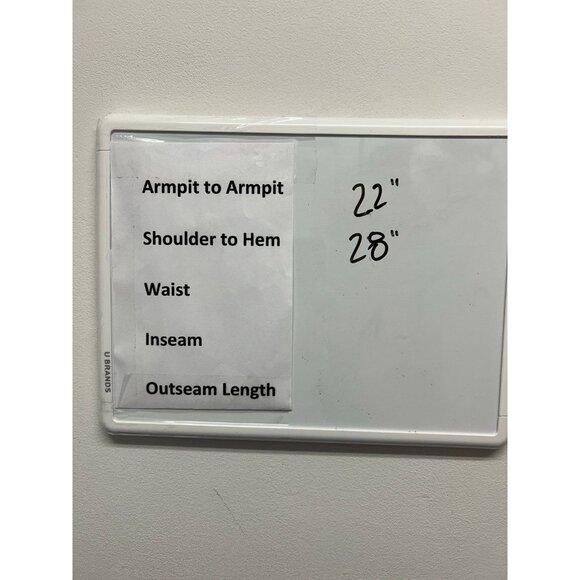 Armpit to Armpit 22"
Shoulder to Hem 28"
Waist
Inseam
Outseam Length
U BRANDS